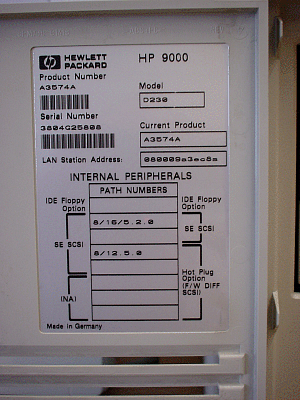 hp HEWLETT PACKARD HP 9000
Product Number
A3574A
Model
D230
Serial Number
3804G25808
Current Product
A3574A
LAN Station Address: 080009a3ec8a
INTERNAL PERIPHERALS
PATH NUMBERS
IDE Floppy Option
IDE Floppy Option
8/16/5.2.0
SE SCSI
SE SCSI
8/12.5.0
Hot Plug Option (F/W DIFF SCSI)
(NA)
Made in Germany